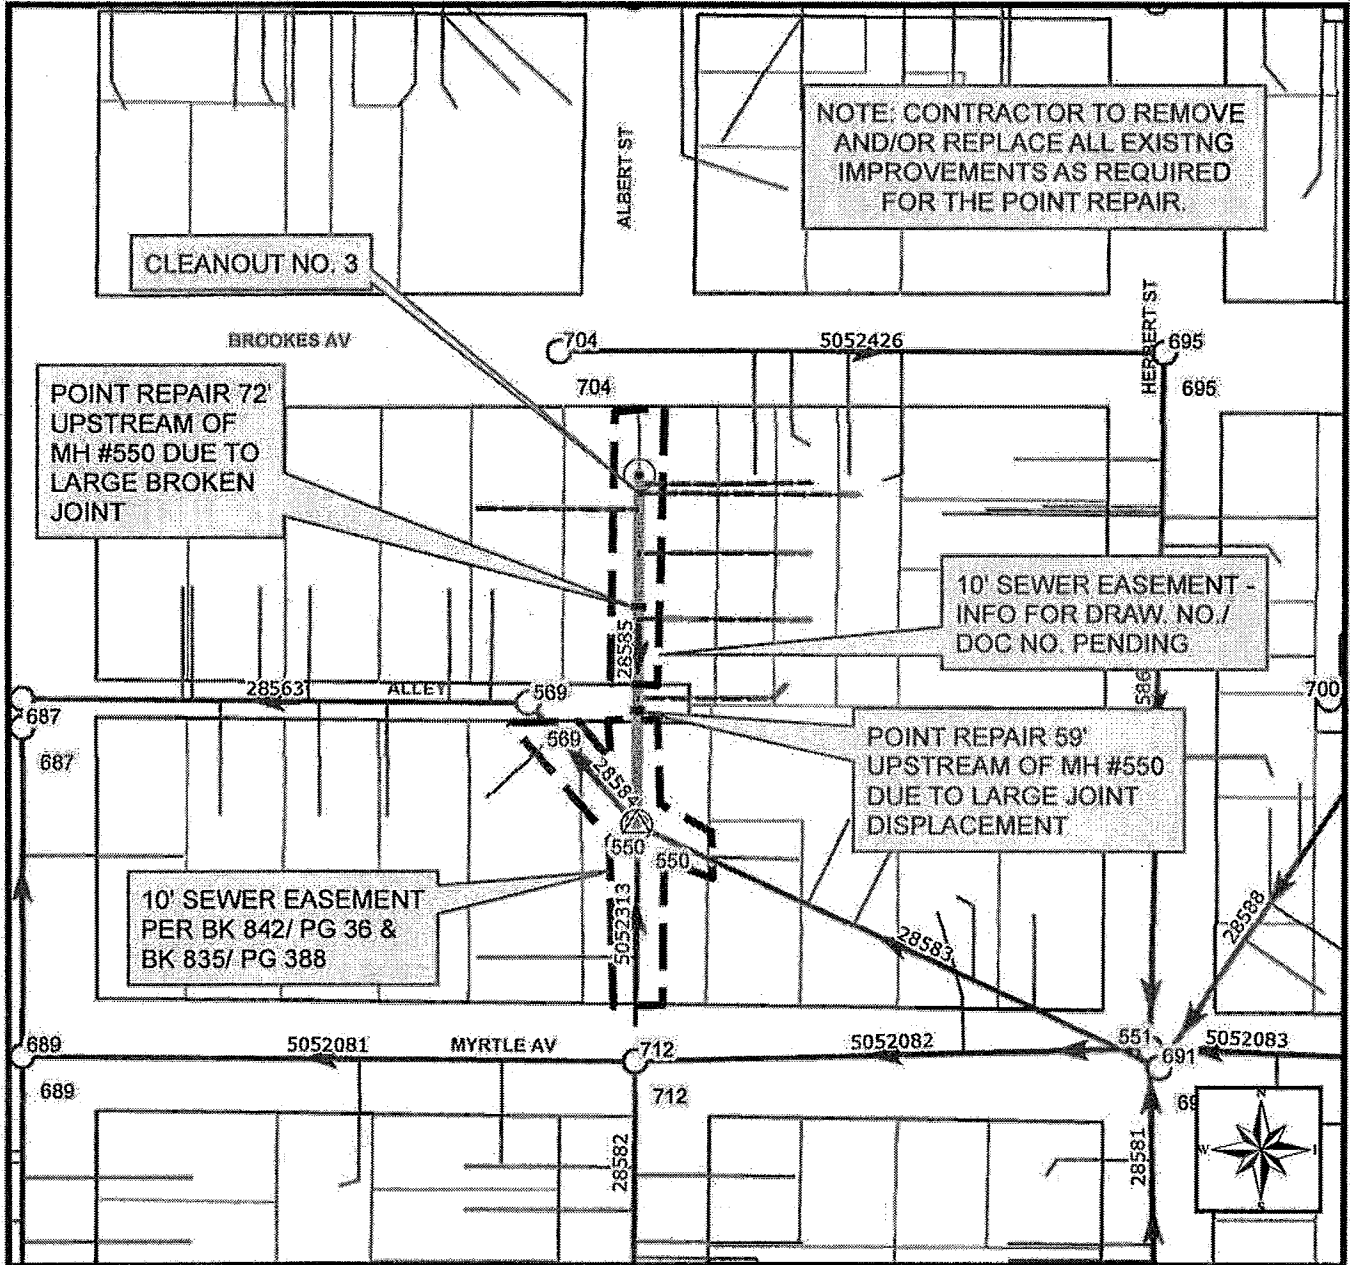 ALBERT ST
NOTE: CONTRACTOR TO REMOVE
AND/OR REPLACE ALL EXISTNG
IMPROVEMENTS AS REQUIRED
FOR THE POINT REPAIR.
CLEANOUT NO. 3
HERBERT ST
BROOKES AV
704
5052426
695
704
695
POINT REPAIR 72'
UPSTREAM OF
MH #550 DUE TO
LARGE BROKEN
JOINT
10' SEWER EASEMENT -
INFO FOR DRAW. NO./
DOC NO. PENDING
28585
28563
ALLEY
569
700
687
687
569
28584
POINT REPAIR 59'
UPSTREAM OF MH #550
DUE TO LARGE JOINT
DISPLACEMENT
550
550
10' SEWER EASEMENT
PER BK 842/ PG 36 &
BK 835/ PG 388
5052313
28583
28588
689
5052081
MYRTLE AV
712
5052082
551
691
5052083
689
712
28582
28581
N
W
S